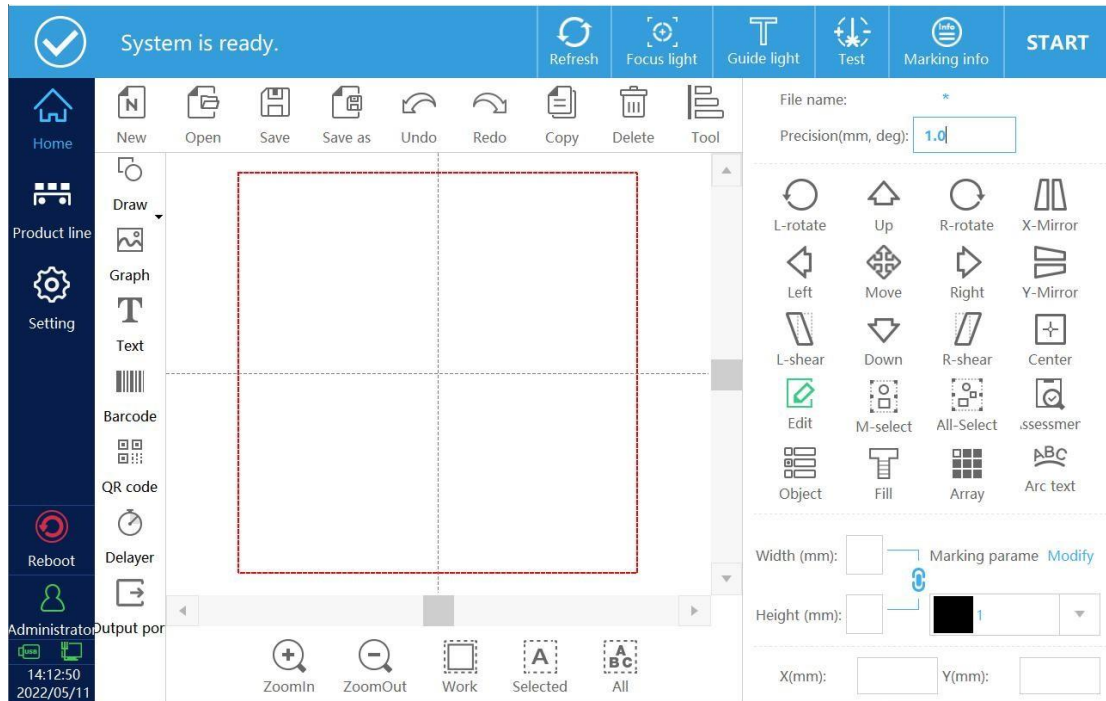 System is ready.
Refresh
Focus light
Guide light
Test
Info
Marking info
START
Home
Product line
Setting
Reboot
Administrator
USB
14:12:50
2022/05/11
N
New
Open
Save
Save as
Undo
Redo
Copy
Delete
Tool
Draw
Graph
T
Text
Barcode
QR code
Delayer
Output por
ZoomIn
ZoomOut
Work
A
Selected
A
B C
All
File name: *
Precision(mm, deg): 1.0
L-rotate Up R-rotate X-Mirror
Left Move Right Y-Mirror
L-shear Down R-shear Center
Edit M-select All-Select ssessmer
ABC
Object Fill Array Arc text
Width (mm): Marking parame Modify
Height (mm): 1
X(mm): Y(mm):